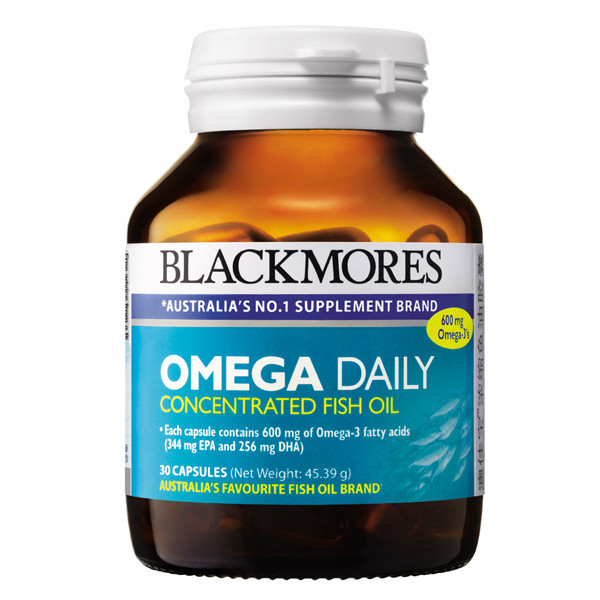 BLACKMORES
*AUSTRALIA'S NO.1 SUPPLEMENT BRAND
600 mg
Omega-3's
OMEGA DAILY
CONCENTRATED FISH OIL
• Each capsule contains 600 mg of Omega-3 fatty acids
(344 mg EPA and 256 mg DHA)
30 CAPSULES (Net Weight: 45.39 g)
AUSTRALIA'S FAVOURITE FISH OIL BRAND